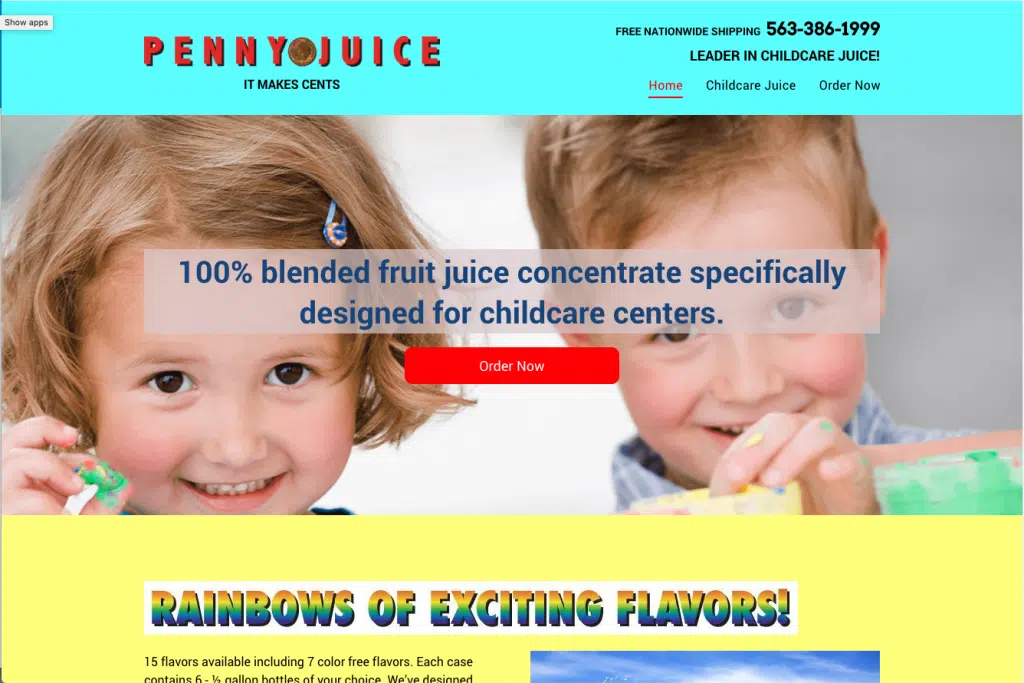 Show apps
PENNY JUICE
IT MAKES CENTS
FREE NATIONWIDE SHIPPING 563-386-1999
LEADER IN CHILDCARE JUICE!
Home Childcare Juice Order Now
100% blended fruit juice concentrate specifically
designed for childcare centers.
Order Now
RAINBOWS OF EXCITING FLAVORS!
15 flavors available including 7 color free flavors. Each case
contains 6 - ½ gallon bottles of your choice. We've designed